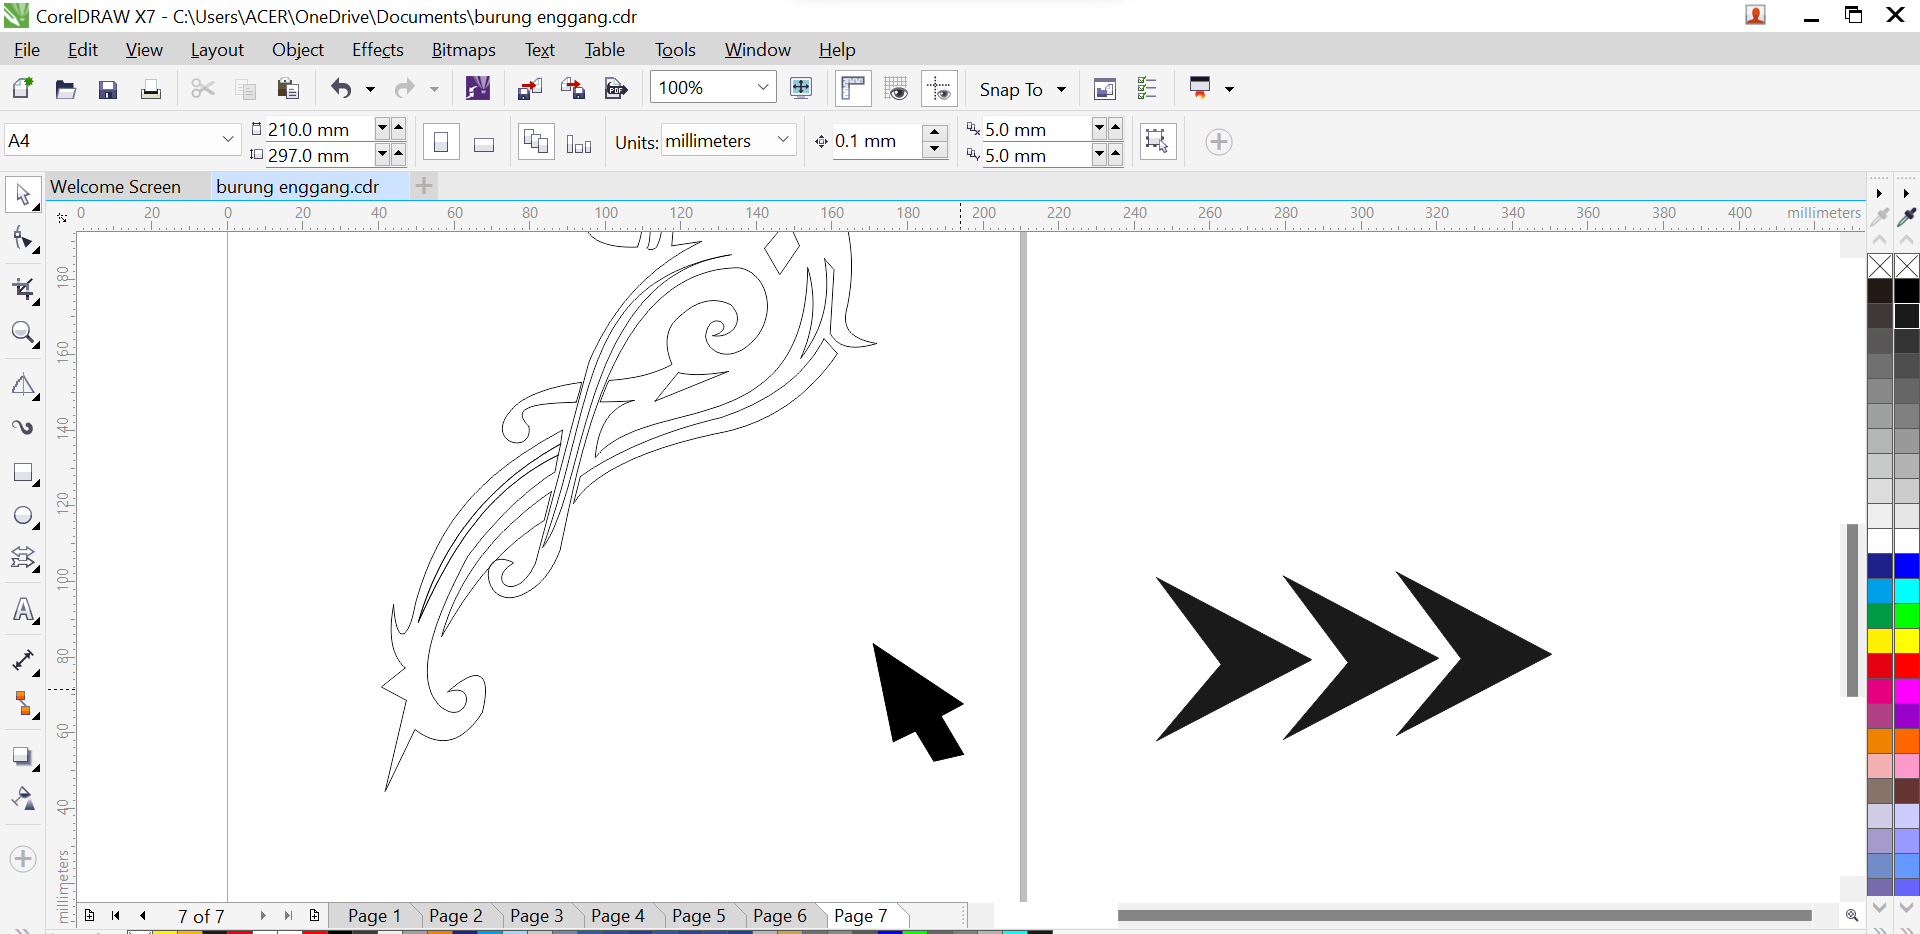 CorelDRAW X7 - C:\Users\ACER\OneDrive\Documents\burung enggang.cdr
File Edit View Layout Object Effects Bitmaps Text Table Tools Window Help
100% PDF Snap To
A4 210.0 mm 297.0 mm Units: millimeters 0.1 mm 5.0 mm 5.0 mm
Welcome Screen burung enggang.cdr
0 20 0 20 40 60 80 100 120 140 160 180 200 220 240 260 280 300 320 340 360 380 400 millimeters
180
160
140
120
100
80
60
40
millimeters
7 of 7 Page 1 Page 2 Page 3 Page 4 Page 5 Page 6 Page 7